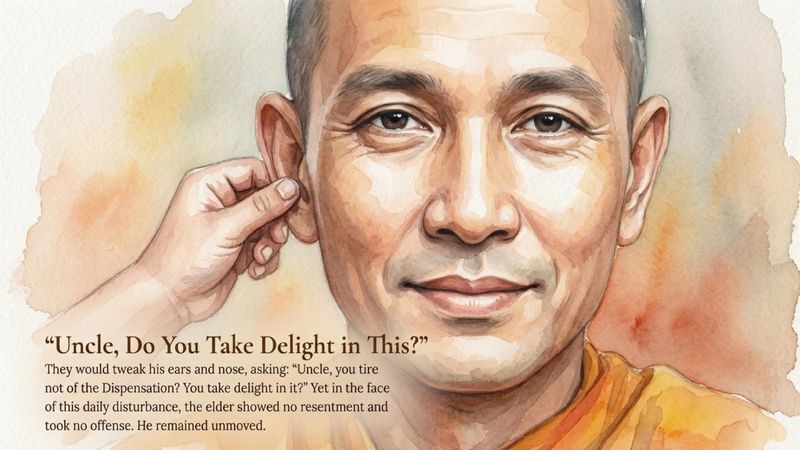 “Uncle, Do You Take Delight in This?”
They would tweak his ears and nose, asking: “Uncle, you tire
not of the Dispensation? You take delight in it?” Yet in the face
of this daily disturbance, the elder showed no resentment and
took no offense. He remained unmoved.